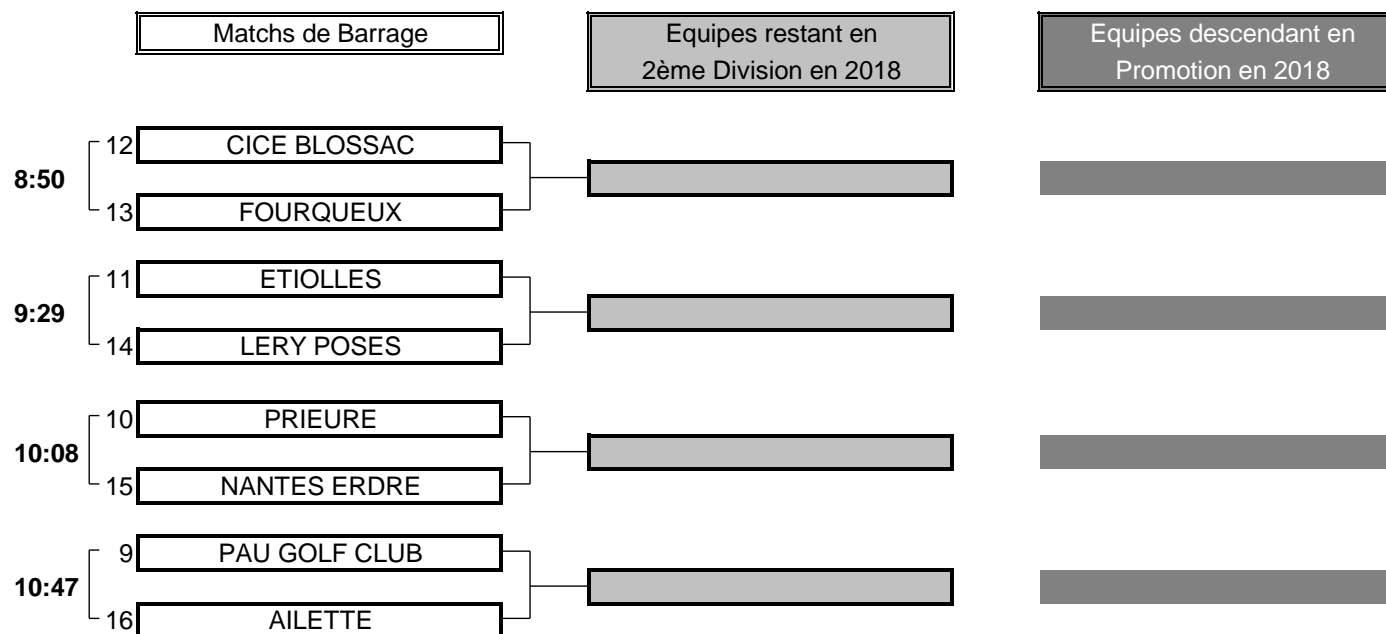 Matchs de Barrage
Equipes restant en
2ème Division en 2018
Equipes descendant en
Promotion en 2018
12 CICE BLOSSAC
8:50
13 FOURQUEUX
11 ETIOLLES
9:29
14 LERY POSES
10 PRIEURE
10:08
15 NANTES ERDRE
9 PAU GOLF CLUB
10:47
16 AILETTE